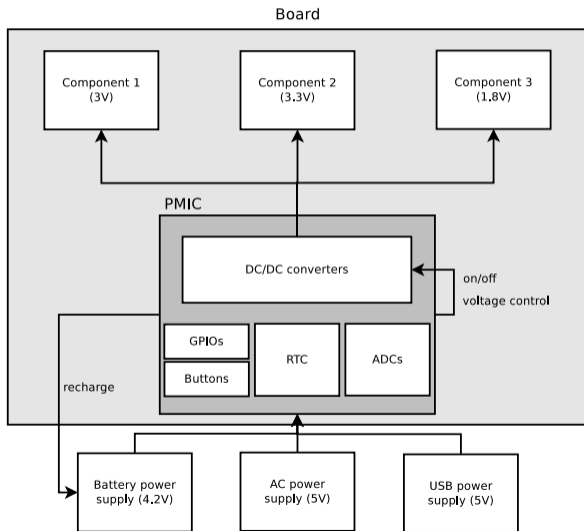 Board
Component 1
(3V)
Component 2
(3.3V)
Component 3
(1.8V)
PMIC
DC/DC converters
on/off
voltage control
GPIOs
Buttons
RTC
ADCs
recharge
Battery power
supply (4.2V)
AC power
supply (5V)
USB power
supply (5V)